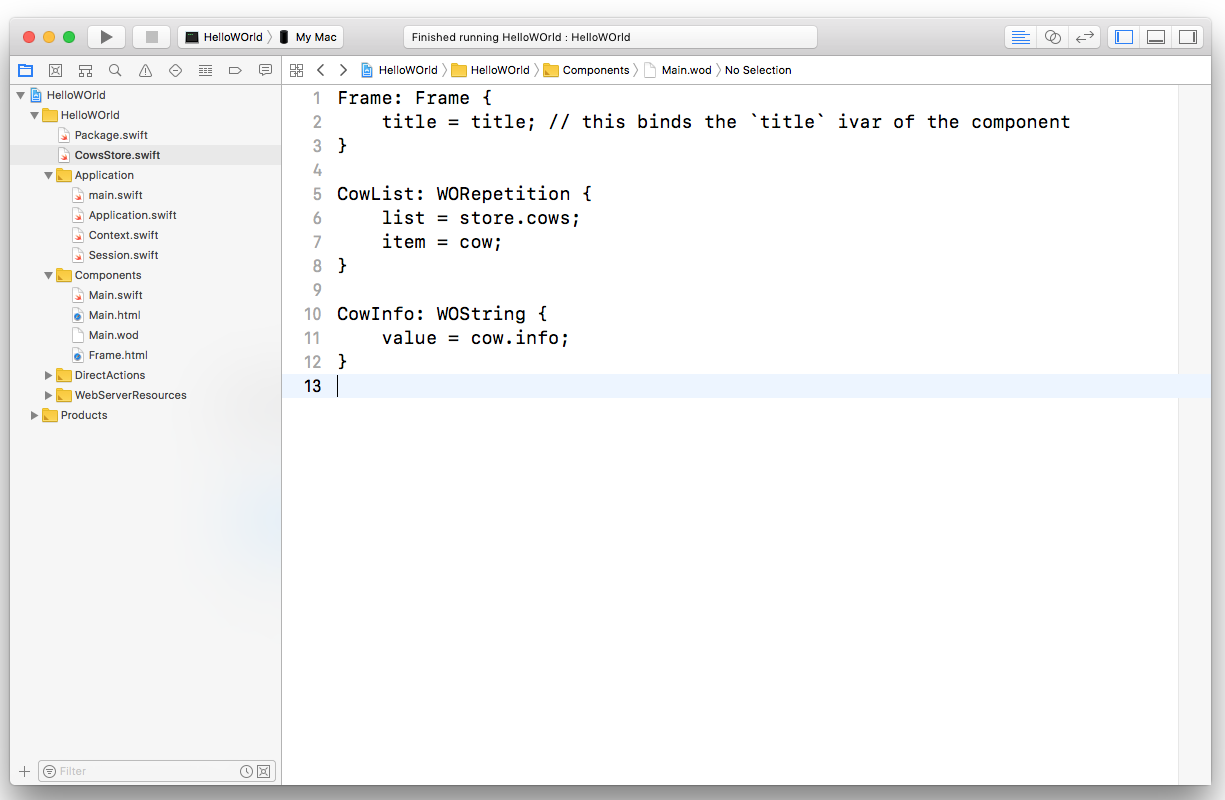 HelloWOrld 〉 My Mac
Finished running HelloWOrld : HelloWOrld
HelloWOrld 〉 HelloWOrld 〉 Components 〉 Main.wod 〉 No Selection
HelloWOrld
HelloWOrld
Package.swift
CowsStore.swift
Application
main.swift
Application.swift
Context.swift
Session.swift
Components
Main.swift
Main.html
Main.wod
Frame.html
DirectActions
WebServerResources
Products
Filter
1 Frame: Frame {
2     title = title; // this binds the `title` ivar of the component
3 }
4
5 CowList: WORepetition {
6     list = store.cows;
7     item = cow;
8 }
9
10 CowInfo: WOString {
11     value = cow.info;
12 }
13